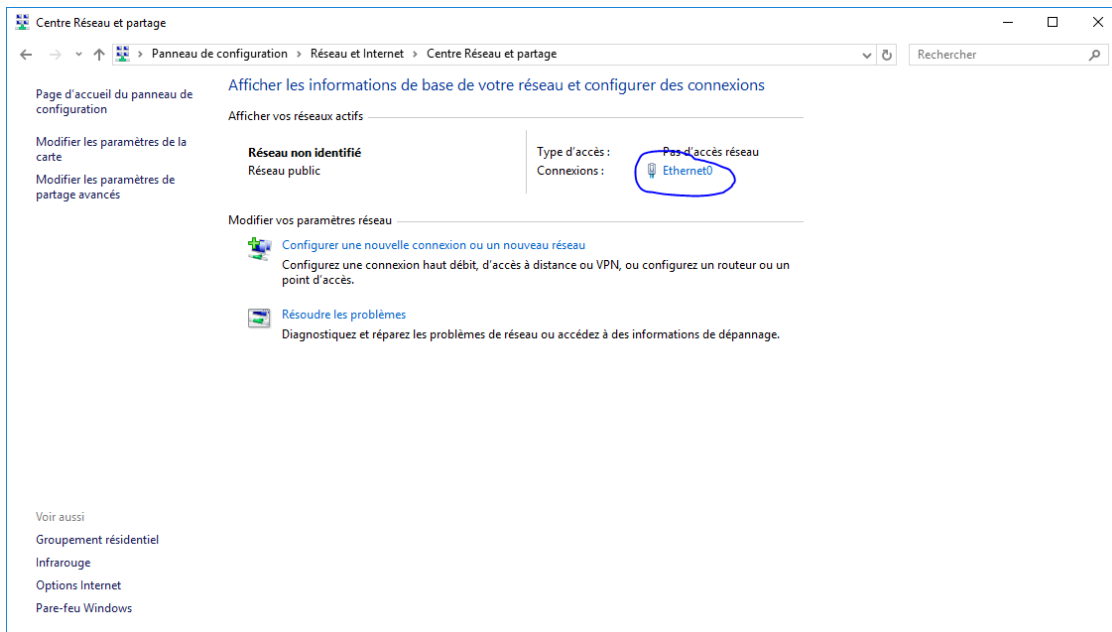 Centre Réseau et partage
Panneau de configuration > Réseau et Internet > Centre Réseau et partage
Rechercher
Page d'accueil du panneau de
configuration
Modifier les paramètres de la
carte
Modifier les paramètres de
partage avancés
Afficher les informations de base de votre réseau et configurer des connexions
Afficher vos réseaux actifs
Réseau non identifié
Réseau public
Type d'accès : Pas d'accès réseau
Connexions : Ethernet0
Modifier vos paramètres réseau
Configurer une nouvelle connexion ou un nouveau réseau
Configurez une connexion haut débit, d'accès à distance ou VPN, ou configurez un routeur ou un
point d'accès.
Résoudre les problèmes
Diagnostiquez et réparez les problèmes de réseau ou accédez à des informations de dépannage.
Voir aussi
Groupement résidentiel
Infrarouge
Options Internet
Pare-feu Windows